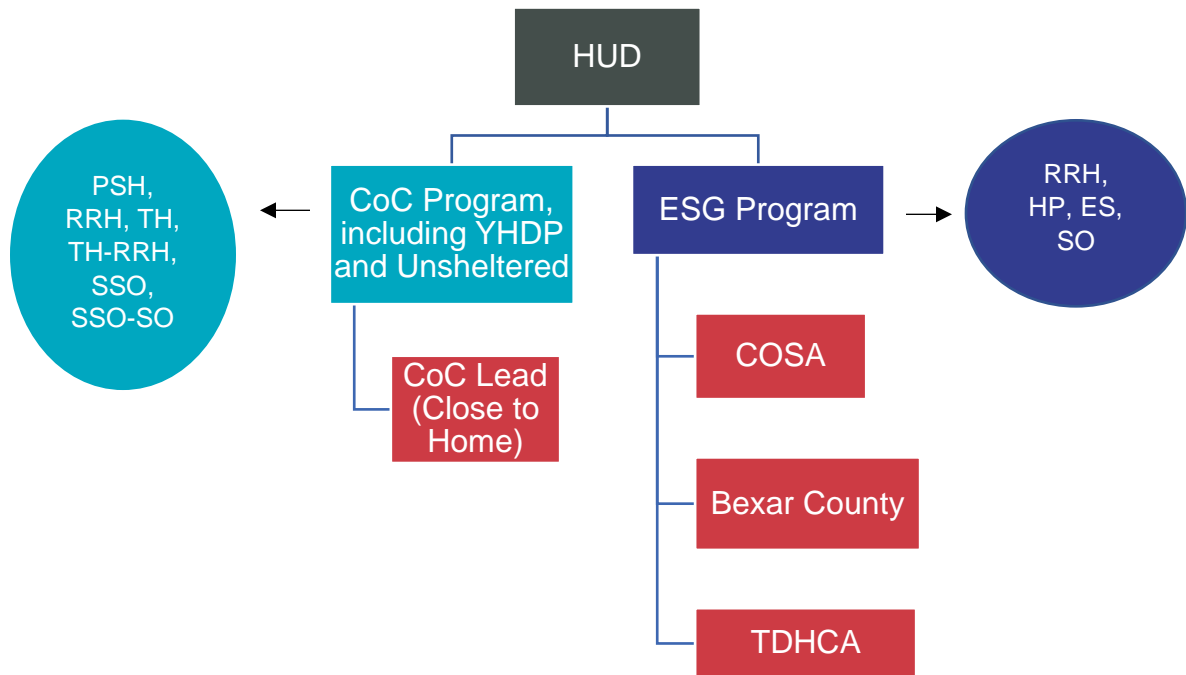 HUD
PSH,
RRH, TH,
TH-RRH,
SSO,
SSO-SO
CoC Program,
including YHDP
and Unsheltered
ESG Program
RRH,
HP, ES,
SO
CoC Lead
(Close to
Home)
COSA
Bexar County
TDHCA